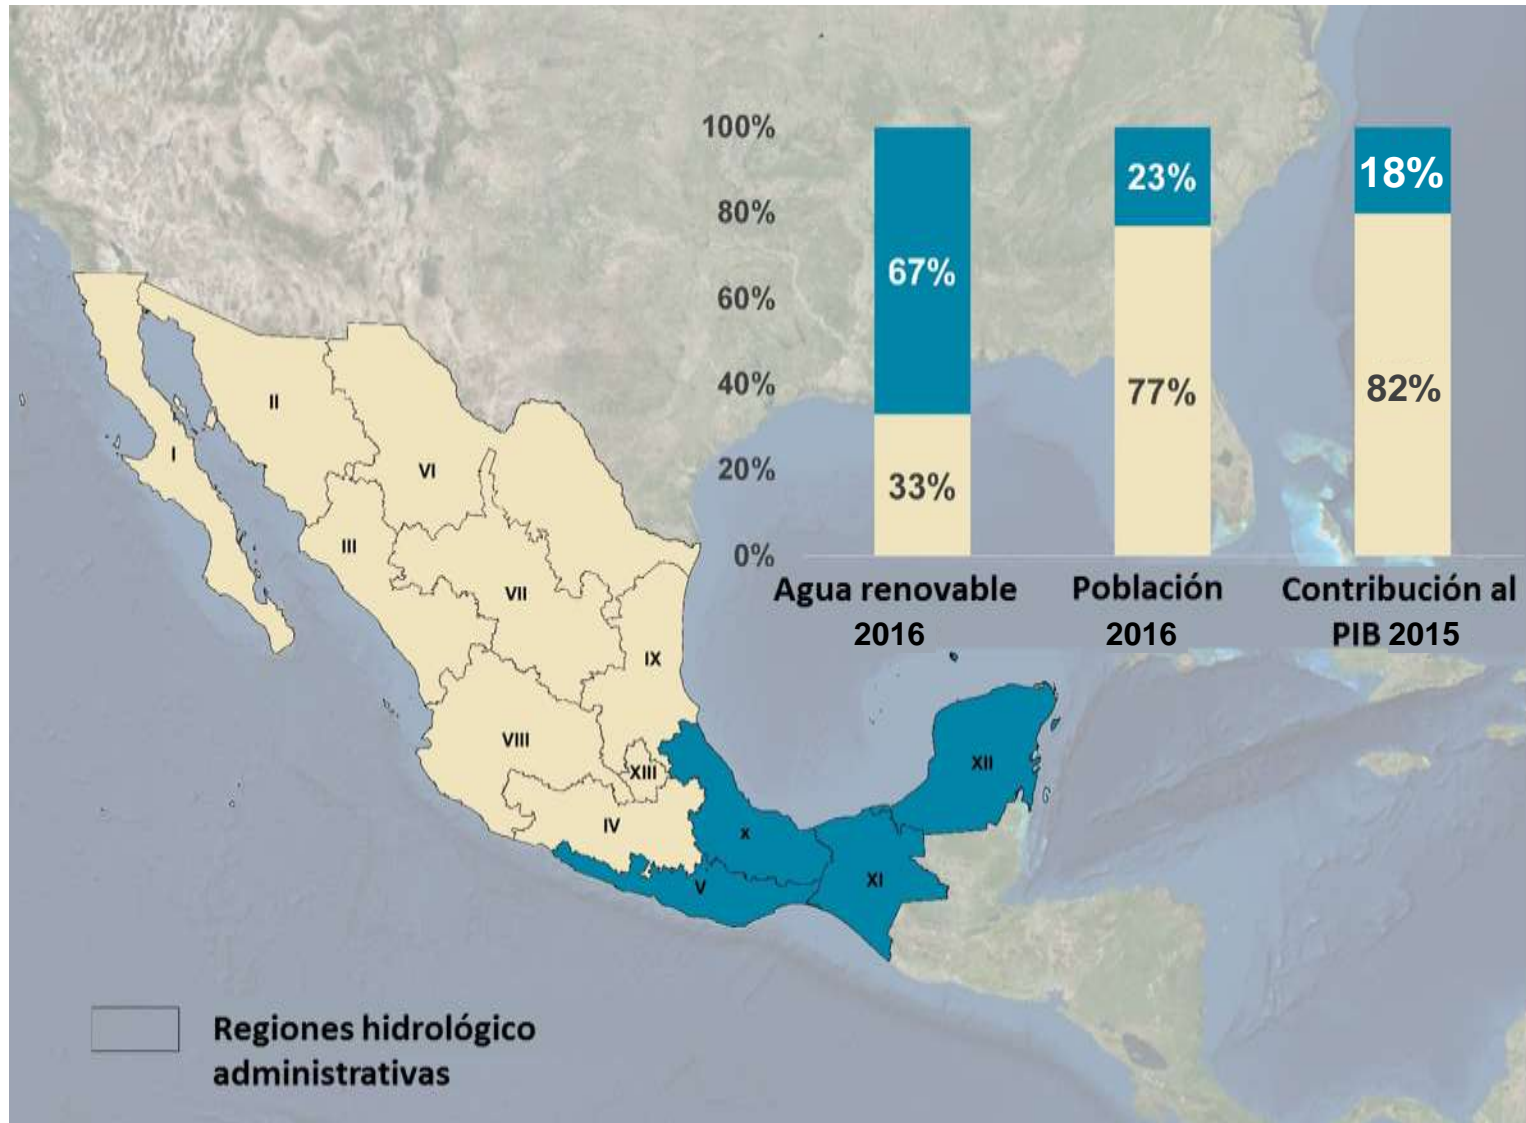 100%
80%
60%
40%
20%
0%
67%
33%
23%
77%
18%
82%
Agua renovable
2016
Población
2016
Contribución al
PIB 2015
I
II
III
VI
VII
IX
VIII
XIII
IV
X
V
XI
XII
Regiones hidrológico
administrativas